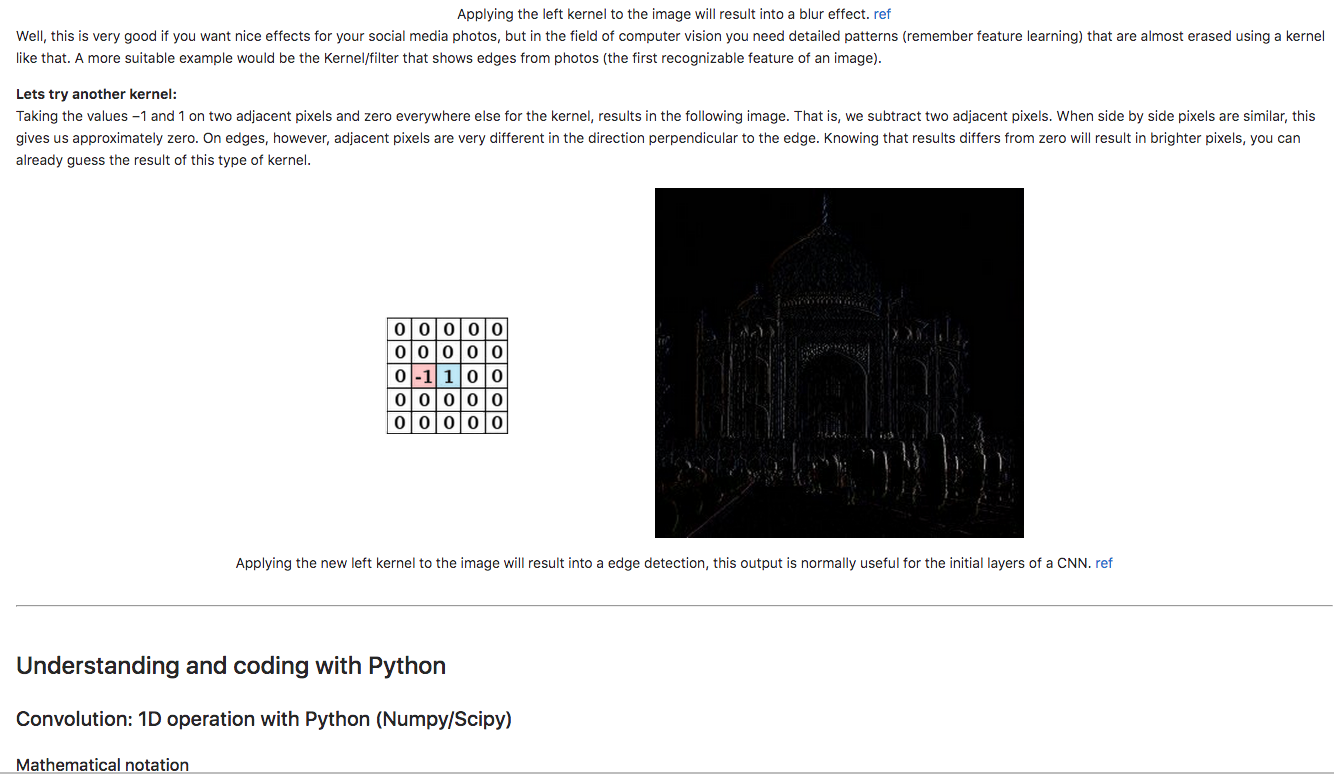 Applying the left kernel to the image will result into a blur effect. ref
Well, this is very good if you want nice effects for your social media photos, but in the field of computer vision you need detailed patterns (remember feature learning) that are almost erased using a kernel
like that. A more suitable example would be the Kernel/filter that shows edges from photos (the first recognizable feature of an image).
Lets try another kernel:
Taking the values −1 and 1 on two adjacent pixels and zero everywhere else for the kernel, results in the following image. That is, we subtract two adjacent pixels. When side by side pixels are similar, this
gives us approximately zero. On edges, however, adjacent pixels are very different in the direction perpendicular to the edge. Knowing that results differs from zero will result in brighter pixels, you can
already guess the result of this type of kernel.
0 0 0 0 0
0 0 0 0 0
0 -1 1 0 0
0 0 0 0 0
0 0 0 0 0
Applying the new left kernel to the image will result into a edge detection, this output is normally useful for the initial layers of a CNN. ref
Understanding and coding with Python
Convolution: 1D operation with Python (Numpy/Scipy)
Mathematical notation